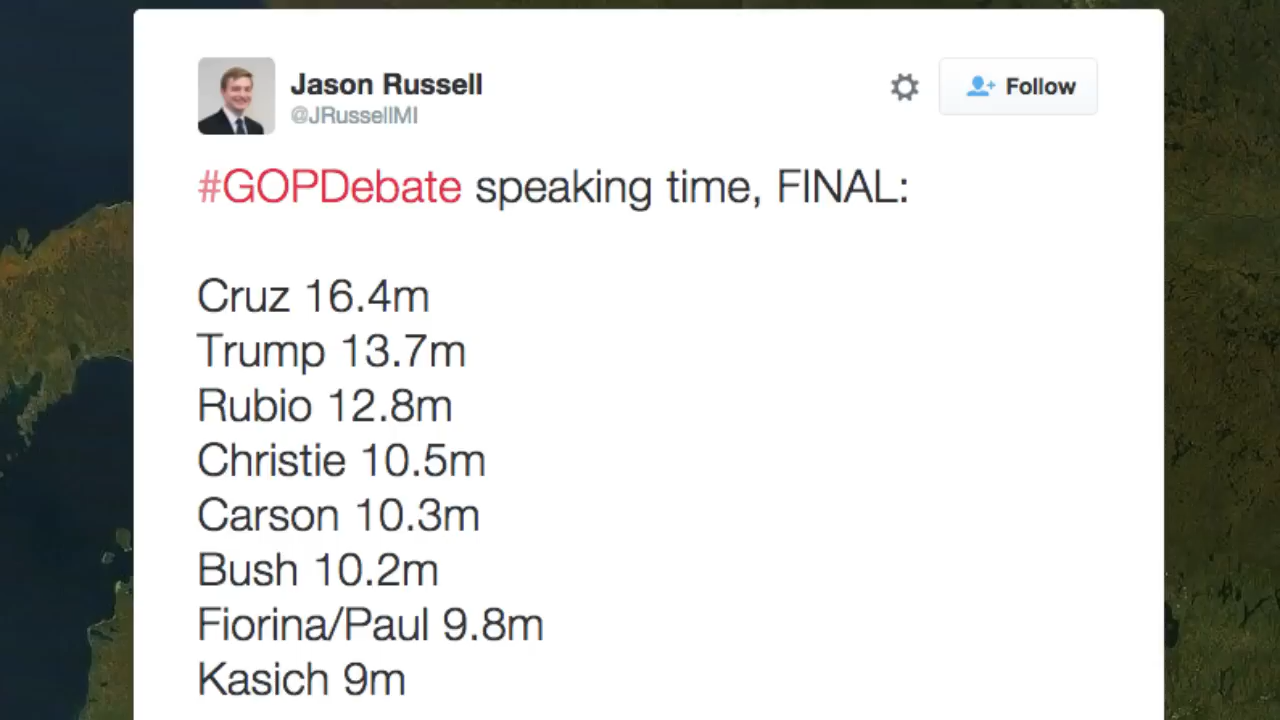 Jason Russell
@JRussellMI
Follow
#GOPDebate speaking time, FINAL:
Cruz 16.4m
Trump 13.7m
Rubio 12.8m
Christie 10.5m
Carson 10.3m
Bush 10.2m
Fiorina/Paul 9.8m
Kasich 9m